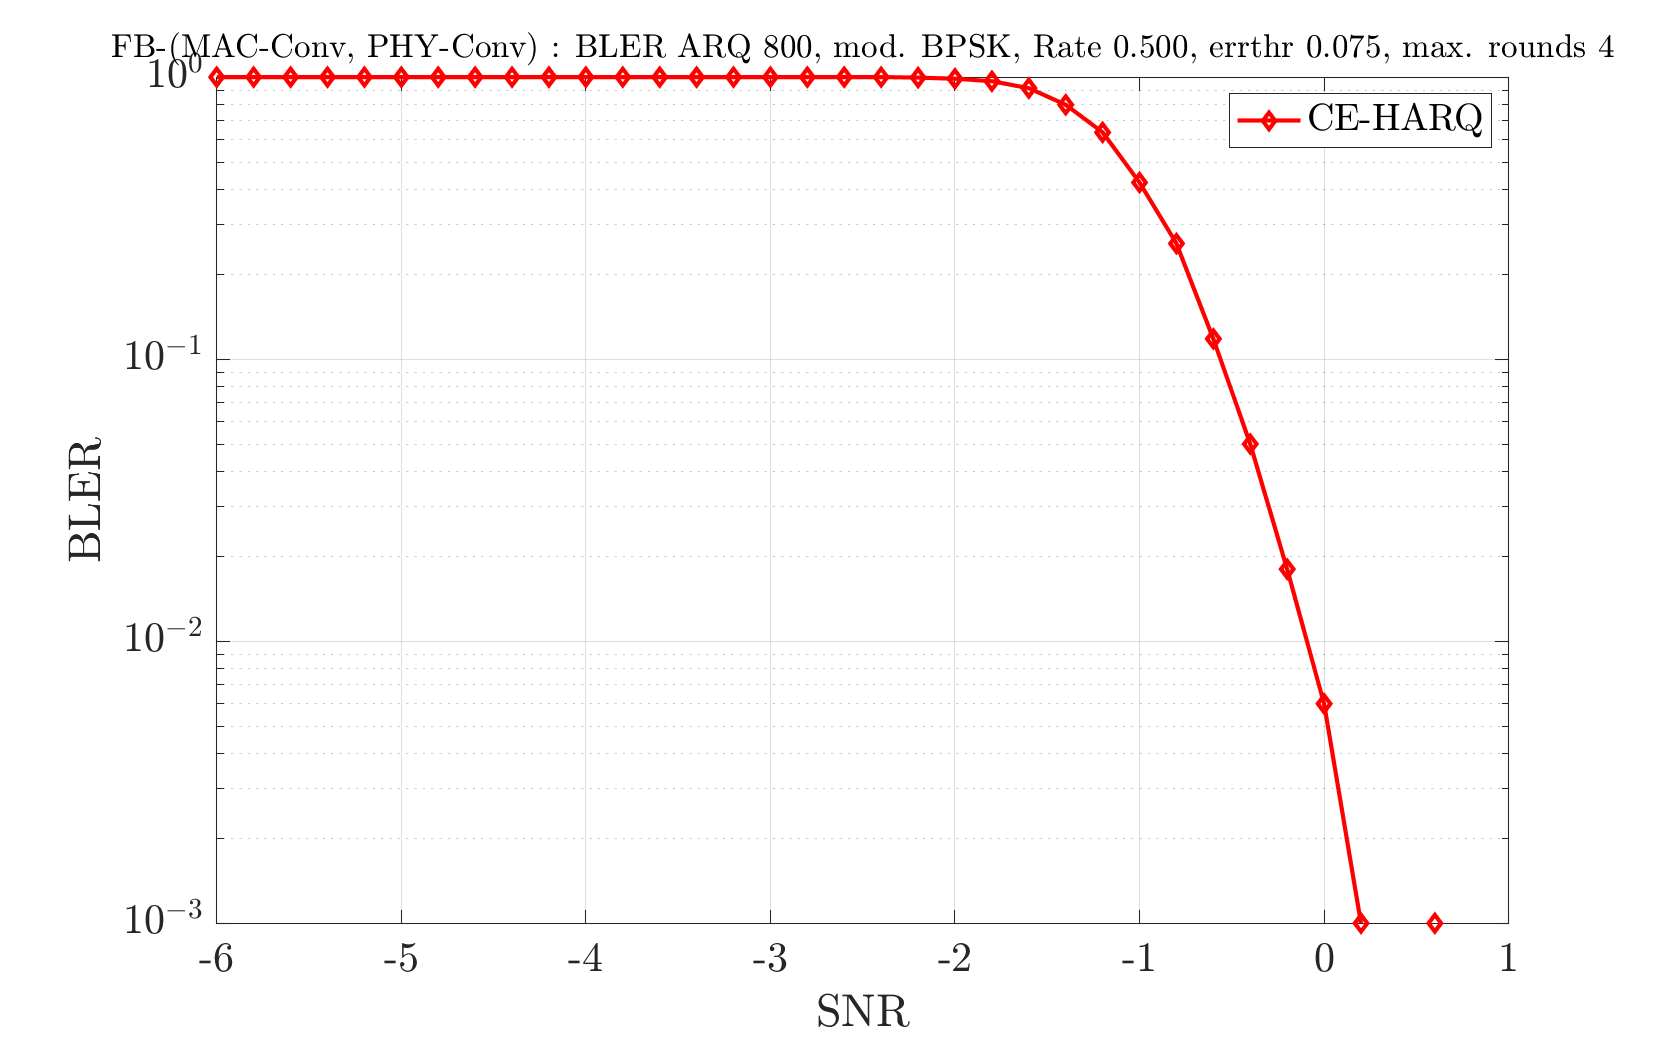 FB-(MAC-Conv, PHY-Conv) : BLER ARQ 800, mod. BPSK, Rate 0.500, errthr 0.075, max. rounds 4
10^0
CE-HARQ
10^{-1}
BLER
10^{-2}
10^{-3}
-6 -5 -4 -3 -2 -1 0 1
SNR